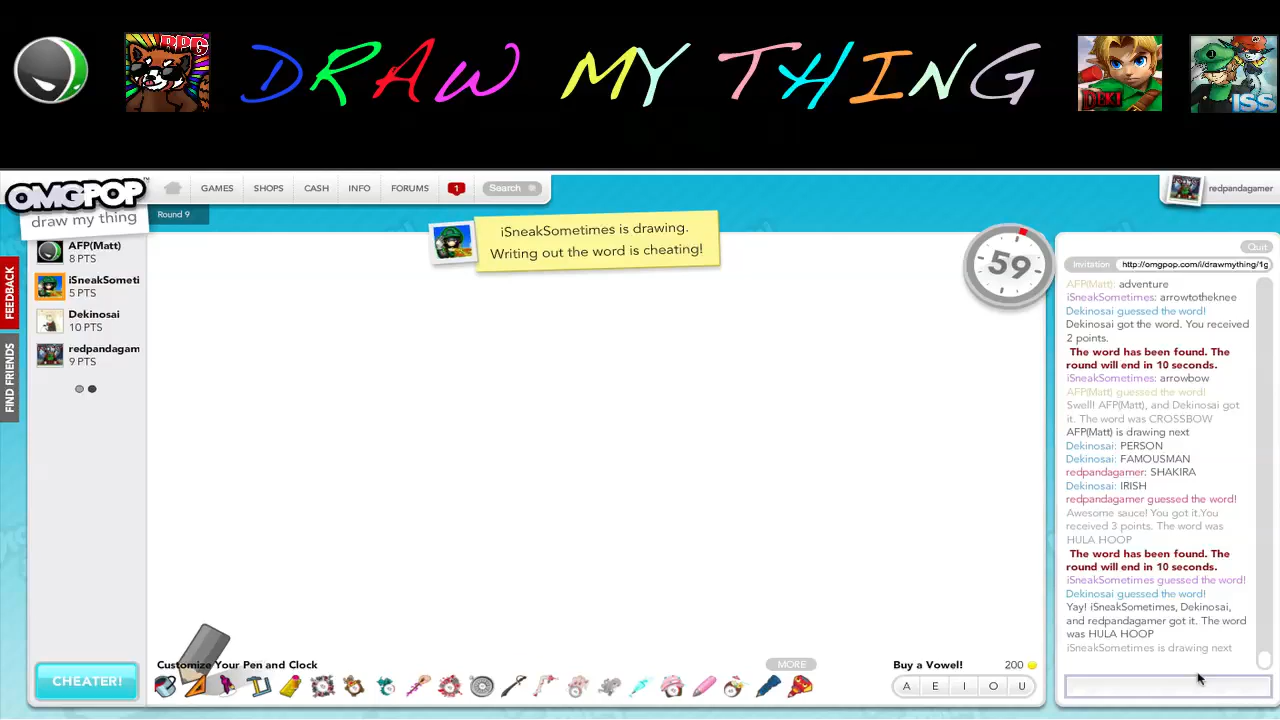 RPG
DRAW MY THING
DEKI
ISS
OMGPOP™
GAMES
SHOPS
CASH
INFO
FORUMS
1
Search
redpandagamer
draw my thing
Round 9
iSneakSometimes is drawing.
Writing out the word is cheating!
59
FEEDBACK
FIND FRIENDS
AFP(Matt)
8 PTS
iSneakSometi
5 PTS
Dekinosai
10 PTS
redpandagam
9 PTS
CHEATER!
Quit
Invitation
http://omgpop.com/i/drawmything/1g
AFP(Matt): adventure
iSneakSometimes: arrowtotheknee
Dekinosai guessed the word!
Dekinosai got the word. You received
2 points.
The word has been found. The
round will end in 10 seconds.
iSneakSometimes: arrowbow
AFP(Matt) guessed the word!
Swell! AFP(Matt), and Dekinosai got
it. The word was CROSSBOW
AFP(Matt) is drawing next
Dekinosai: PERSON
Dekinosai: FAMOUSMAN
redpandagamer: SHAKIRA
Dekinosai: IRISH
redpandagamer guessed the word!
Awesome sauce! You got it.You
received 3 points. The word was
HULA HOOP
The word has been found. The
round will end in 10 seconds.
iSneakSometimes guessed the word!
Dekinosai guessed the word!
Yay! iSneakSometimes, Dekinosai,
and redpandagamer got it. The word
was HULA HOOP
iSneakSometimes is drawing next
Customize Your Pen and Clock
MORE
Buy a Vowel!
200
A E I O U